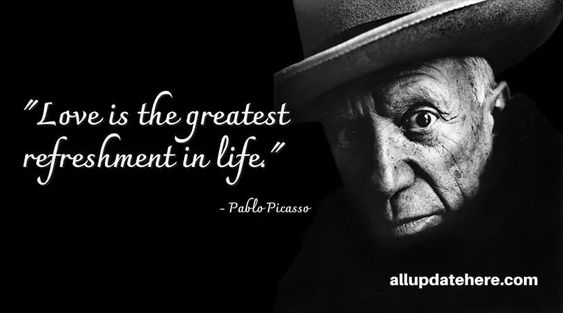 "Love is the greatest
refreshment in life."
- Pablo Picasso
allupdatehere.com